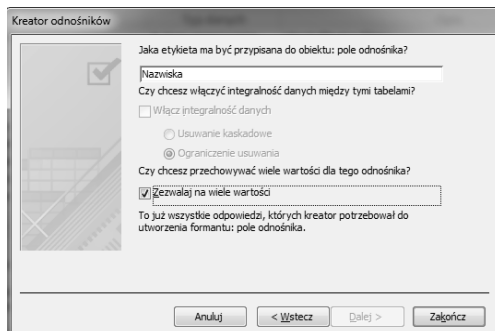 Kreator odnośników
Jaka etykieta ma być przypisana do obiektu: pole odnośnika?
Nazwiska
Czy chcesz włączyć integralność danych między tymi tabelami?
Włącz integralność danych
Usuwanie kaskadowe
Ograniczenie usuwania
Czy chcesz przechowywać wiele wartości dla tego odnośnika?
Zezwalaj na wiele wartości
To już wszystkie odpowiedzi, których kreator potrzebował do
utworzenia formantu: pole odnośnika.
Anuluj < Wstecz Dalej > Zakończ